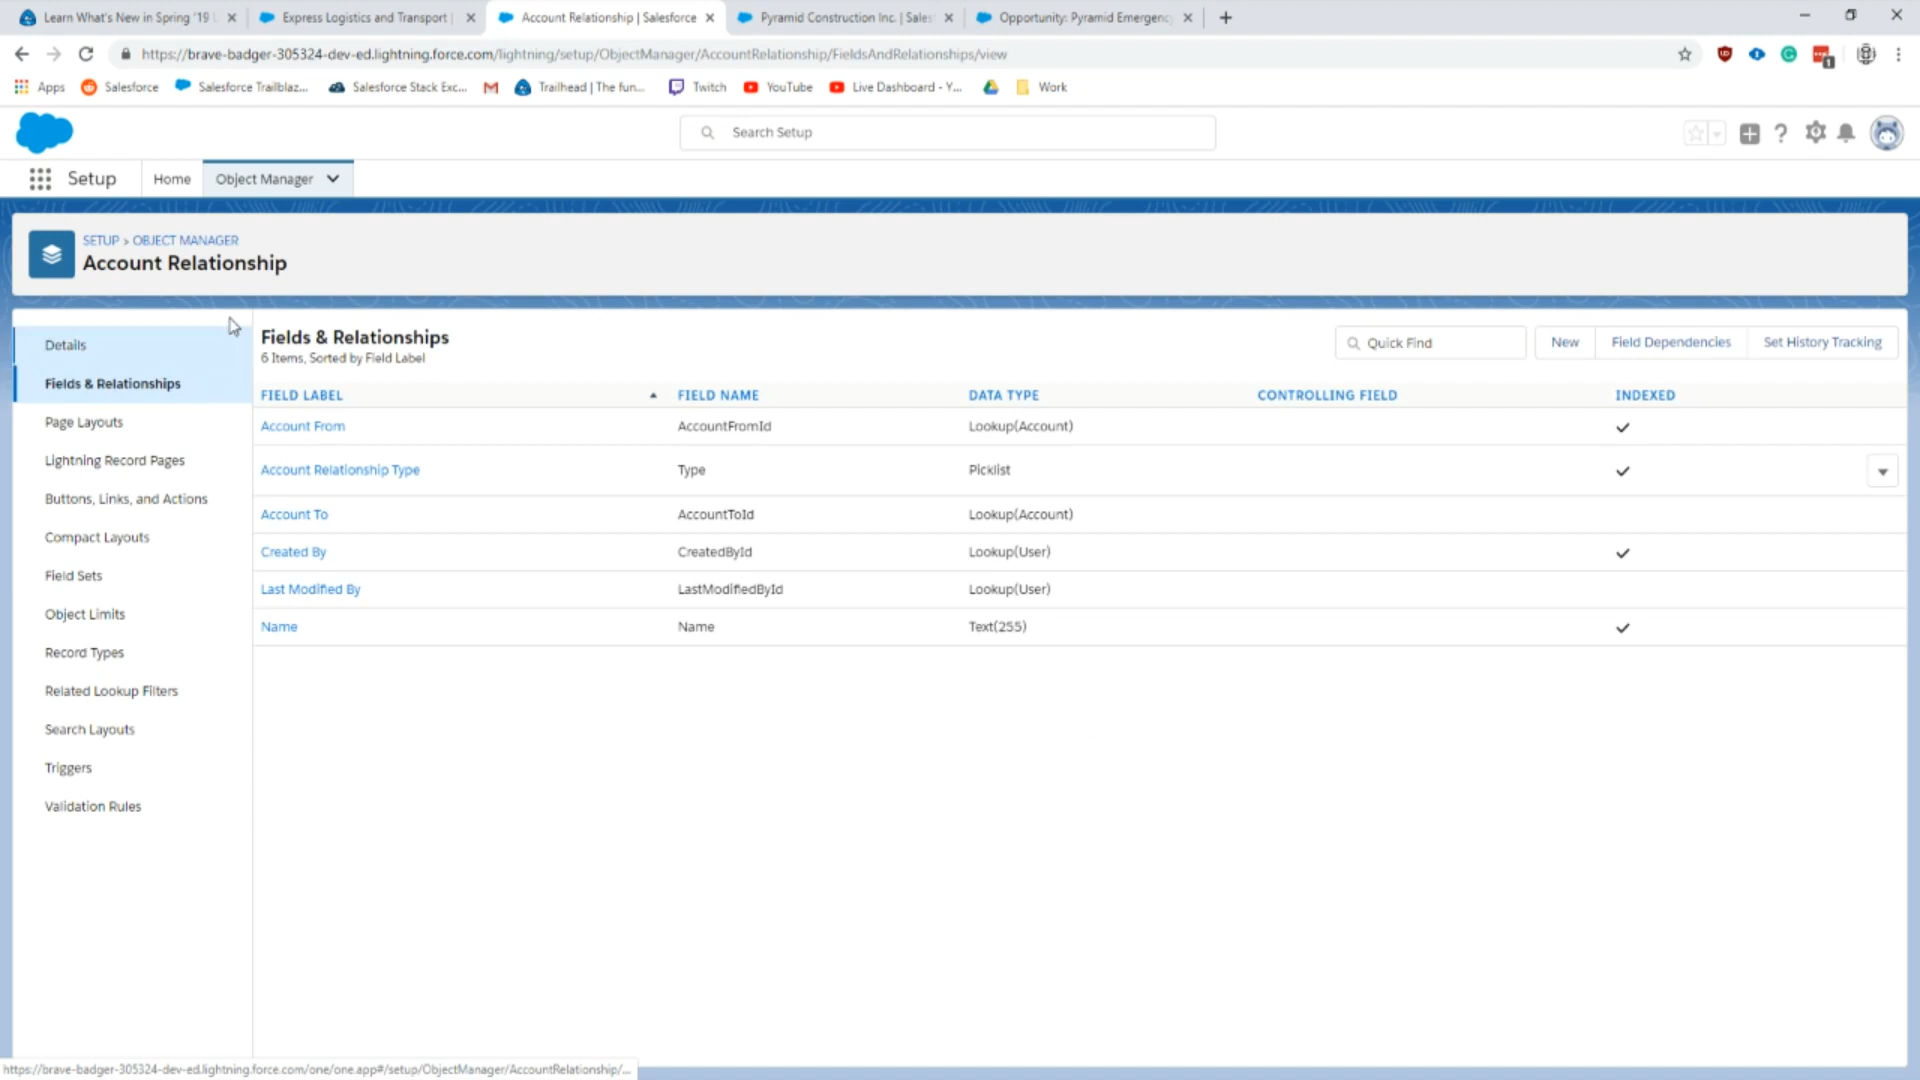 Learn What's New in Spring '19
Express Logistics and Transport |
Account Relationship | Salesforce
Pyramid Construction Inc. | Sales
Opportunity: Pyramid Emergency
https://brave-badger-305324-dev-ed.lightning.force.com/lightning/setup/ObjectManager/AccountRelationship/FieldsAndRelationships/view
1
Apps
Salesforce
Salesforce Trailblaz...
Salesforce Stack Exc...
Trailhead | The fun...
Twitch
YouTube
Live Dashboard - Y...
Work
Search Setup
Setup
Home
Object Manager
SETUP > OBJECT MANAGER
Account Relationship
Details
Fields & Relationships
Page Layouts
Lightning Record Pages
Buttons, Links, and Actions
Compact Layouts
Field Sets
Object Limits
Record Types
Related Lookup Filters
Search Layouts
Triggers
Validation Rules
Fields & Relationships
6 Items, Sorted by Field Label
Quick Find
New
Field Dependencies
Set History Tracking
FIELD LABEL FIELD NAME DATA TYPE CONTROLLING FIELD INDEXED
Account From AccountFromId Lookup(Account)
Account Relationship Type Type Picklist
Account To AccountToId Lookup(Account)
Created By CreatedById Lookup(User)
Last Modified By LastModifiedById Lookup(User)
Name Name Text(255)
https://brave-badger-305324-dev-ed.lightning.force.com/one/one.app#/setup/ObjectManager/AccountRelationship/...